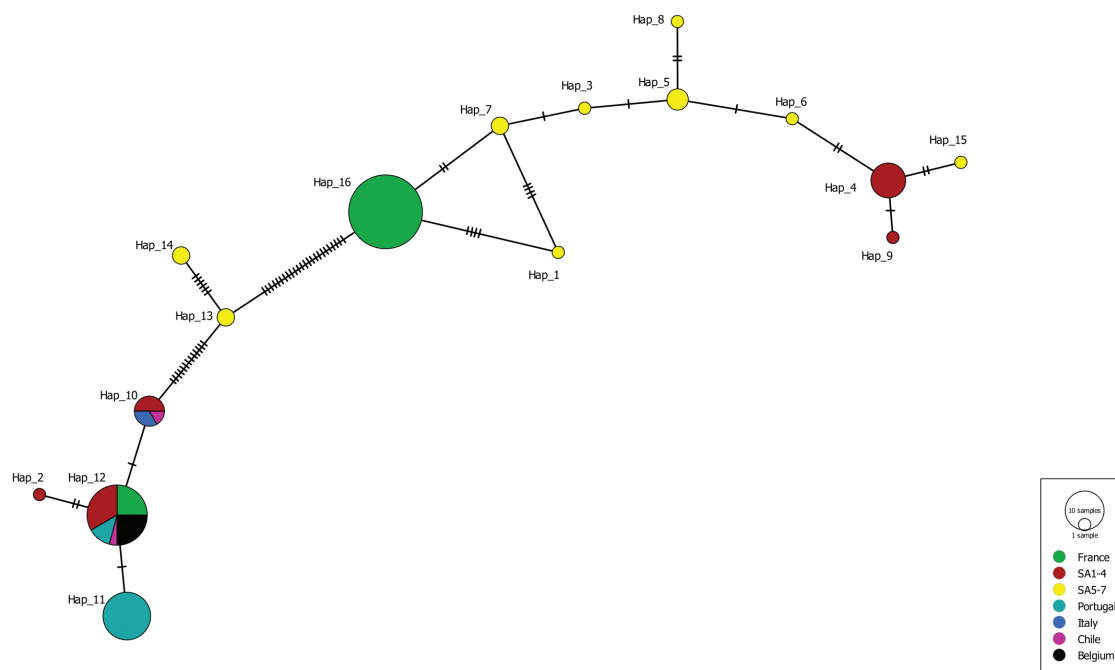 Hap_8
Hap_5
Hap_3
Hap_7
Hap_6
Hap_15
Hap_16
Hap_4
Hap_14
Hap_9
Hap_1
Hap_13
Hap_10
Hap_2
Hap_12
Hap_11
10 samples
1 sample
France
SA1-4
SA5-7
Portugal
Italy
Chile
Belgium